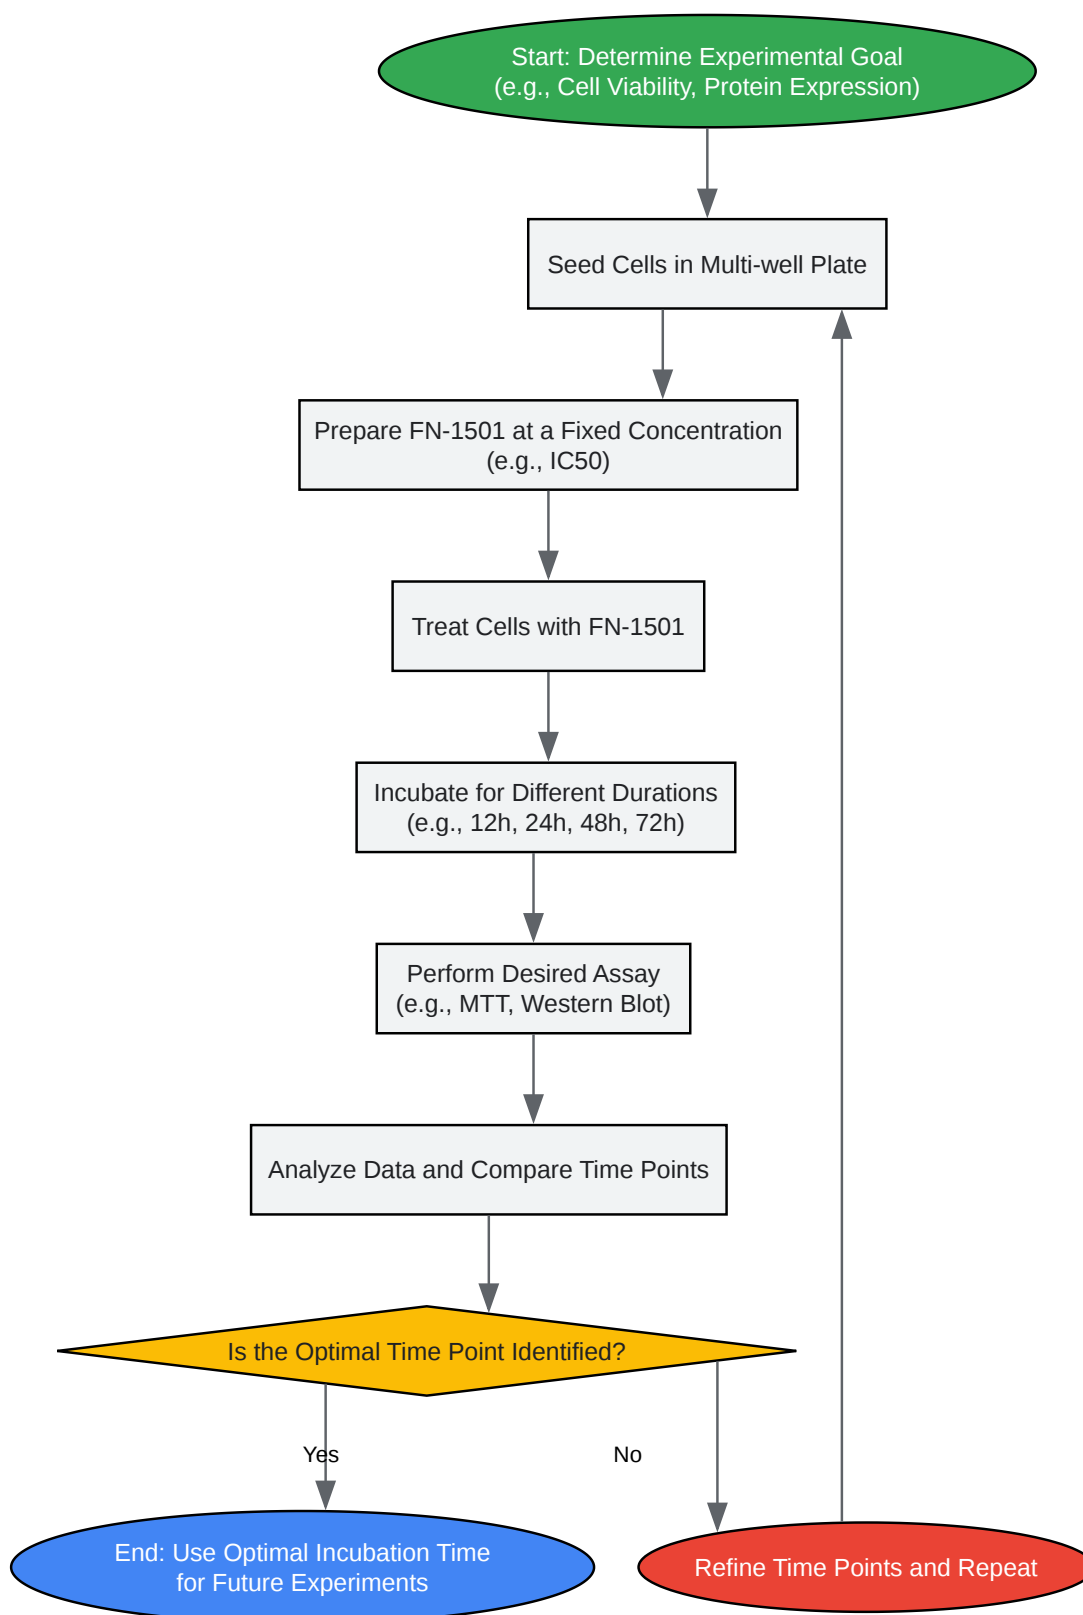 Start: Determine Experimental Goal
(e.g., Cell Viability, Protein Expression)
Seed Cells in Multi-well Plate
Prepare FN-1501 at a Fixed Concentration
(e.g., IC50)
Treat Cells with FN-1501
Incubate for Different Durations
(e.g., 12h, 24h, 48h, 72h)
Perform Desired Assay
(e.g., MTT, Western Blot)
Analyze Data and Compare Time Points
Is the Optimal Time Point Identified?
Yes
No
End: Use Optimal Incubation Time
for Future Experiments
Refine Time Points and Repeat